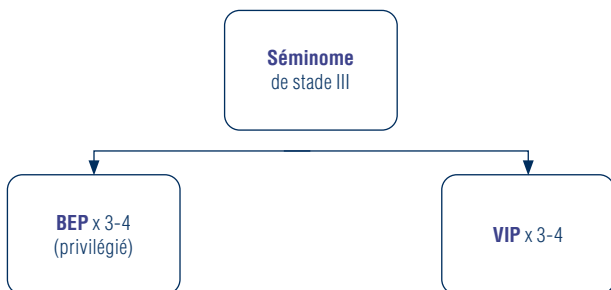 Séminome
de stade III
BEP x 3-4
(privilégié)
VIP x 3-4